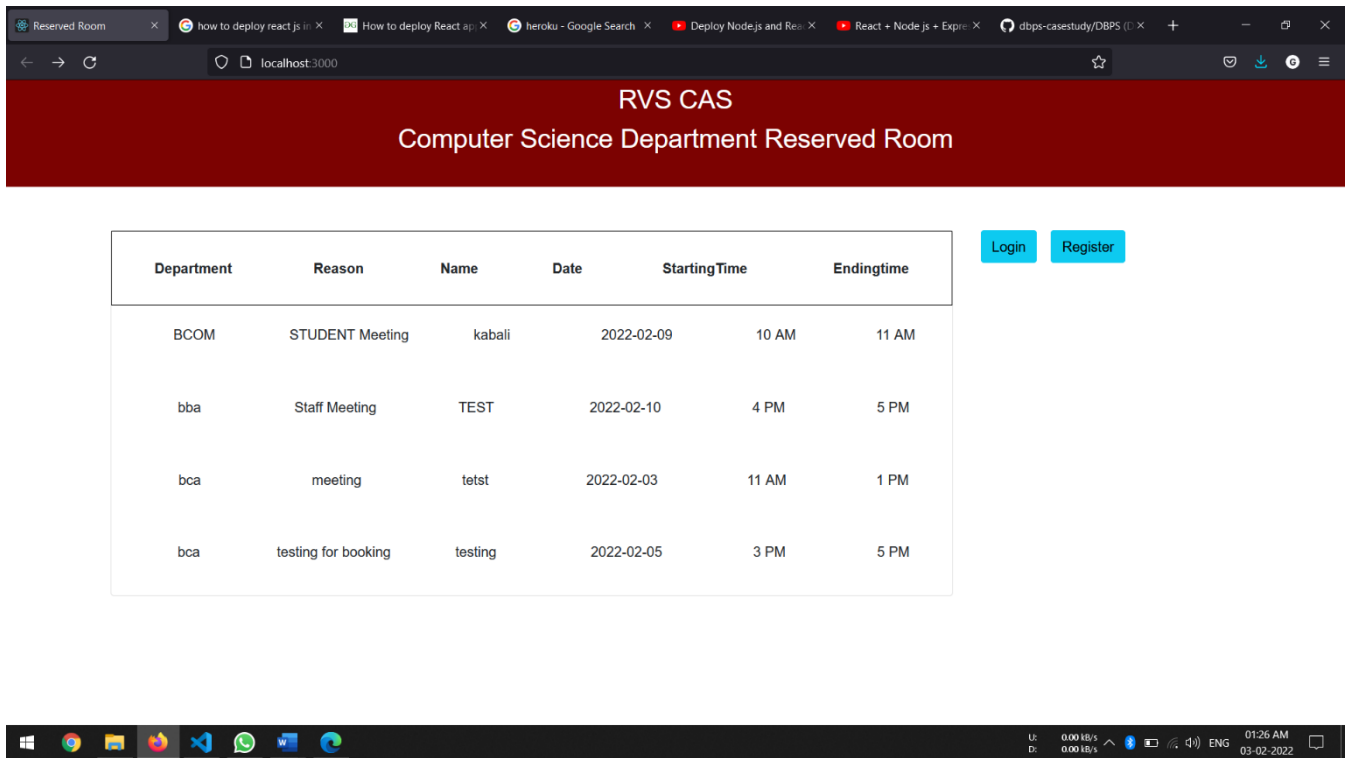 Reserved Room
how to deploy react js in
How to deploy React ap
heroku - Google Search
Deploy Node.js and Reac
React + Node js + Expre
dbps-casestudy/DBPS (D
localhost:3000
RVS CAS
Computer Science Department Reserved Room
Department Reason Name Date StartingTime Endingtime
Login Register
BCOM STUDENT Meeting kabali 2022-02-09 10 AM 11 AM
bba Staff Meeting TEST 2022-02-10 4 PM 5 PM
bca meeting tetst 2022-02-03 11 AM 1 PM
bca testing for booking testing 2022-02-05 3 PM 5 PM
U: 0.00 kB/s
D: 0.00 kB/s
ENG
01:26 AM
03-02-2022